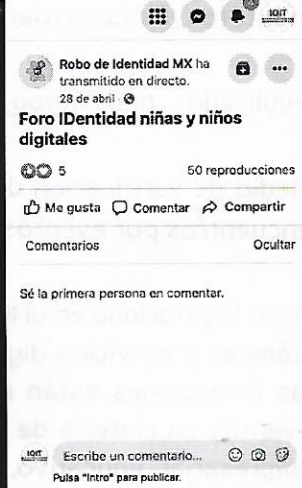 IQIT
Robo de Identidad MX ha
transmitido en directo.
28 de abril
Foro IDentidad niñas y niños
digitales
5
50 reproducciones
Me gusta
Comentar
Compartir
Comentarios
Ocultar
Sé la primera persona en comentar.
IQIT
Escribe un comentario...
Pulsa "Intro" para publicar.